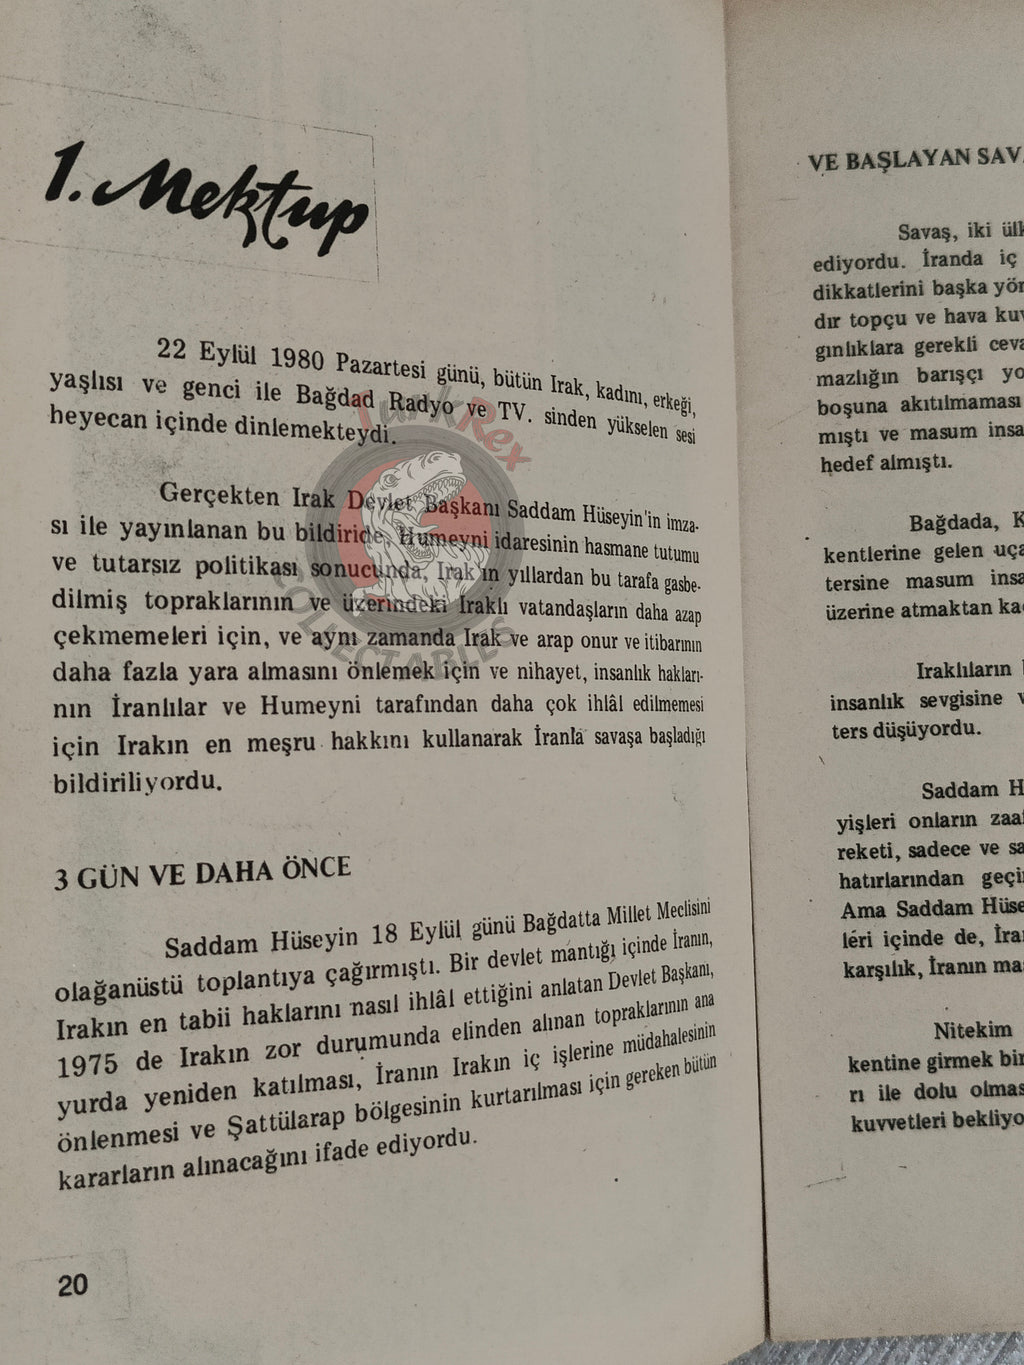 1. Mektup
22 Eylül 1980 Pazartesi günü, bütün Irak, kadını, erkeği,
yaşlısı ve genci ile Bağdad Radyo ve TV. sinden yükselen sesi
heyecan içinde dinlemekteydi.
Gerçekten Irak Devlet Başkanı Saddam Hüseyin'in imza-
sı ile yayınlanan bu bildiride, Humeyni idaresinin hasmane tutumu
ve tutarsız politikası sonucunda, Irak'ın yıllardan bu tarafa gasbe-
dilmiş topraklarının ve üzerindeki Iraklı vatandaşların daha azap
çekmemeleri için, ve aynı zamanda Irak ve arap onur ve itibarının
daha fazla yara almasını önlemek için ve nihayet, insanlık hakları-
nın İranlılar ve Humeyni tarafından daha çok ihlâl edilmemesi
için Irakın en meşru hakkını kullanarak İranla savaşa başladığı
bildiriliyordu.
3 GÜN VE DAHA ÖNCE
Saddam Hüseyin 18 Eylül günü Bağdatta Millet Meclisini
olağanüstü toplantıya çağırmıştı. Bir devlet mantığı içinde İranın,
Irakın en tabii haklarını nasıl ihlâl ettiğini anlatan Devlet Başkanı,
1975 de Irakın zor durumunda elinden alınan topraklarının ana
yurda yeniden katılması, İranın Irakın iç işlerine müdahalesinin
önlenmesi ve Şattülarap bölgesinin kurtarılması için gereken bütün
kararların alınacağını ifade ediyordu.
20
VE BAŞLAYAN
Savaş, iki
ediyordu. İranda iç
dikkatlerini başka
dır topçu ve hava
gınlıklara gerekli
mazlığın barışçı
boşuna akıtılmaması
mıştı ve masum
hedef almıştı.
Bağdada,
kentlerine gelen
tersine masum
üzerine atmaktan
Iraklıların
insanlık sevgisine
ters düşüyordu.
Saddam
yişleri onların
reketi, sadece ve
hatırlarından
Ama Saddam
leri içinde de,
karşılık, İranın
Nitekim
kentine girmek
rı ile dolu
kuvvetleri
TurkRex
COLLECTABLES